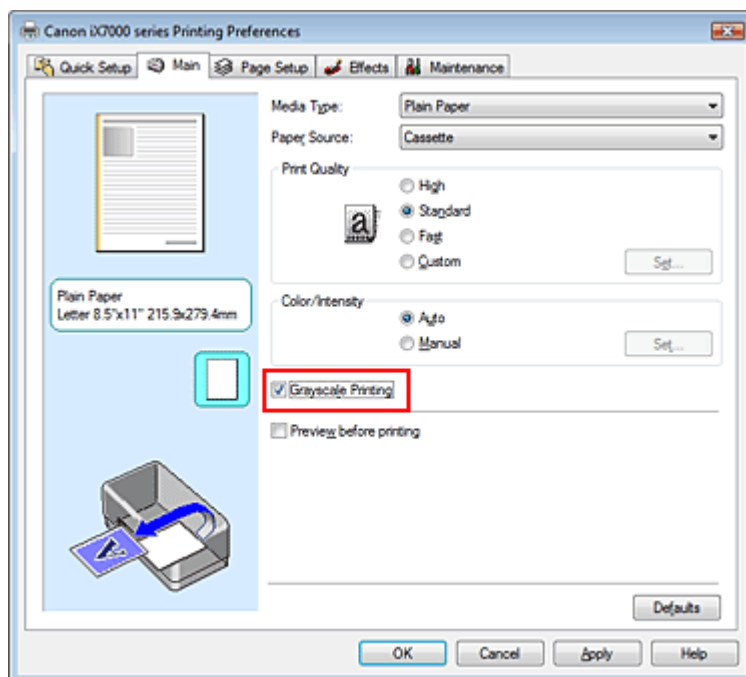 Canon iX7000 series Printing Preferences
Quick Setup Main Page Setup Effects Maintenance
Media Type: Plain Paper
Paper Source: Cassette
Print Quality
High
Standard
Fast
Custom Set...
Plain Paper
Letter 8.5"x11" 215.9x279.4mm
Color/Intensity
Auto
Manual Set...
Grayscale Printing
Preview before printing
Defaults
OK Cancel Apply Help